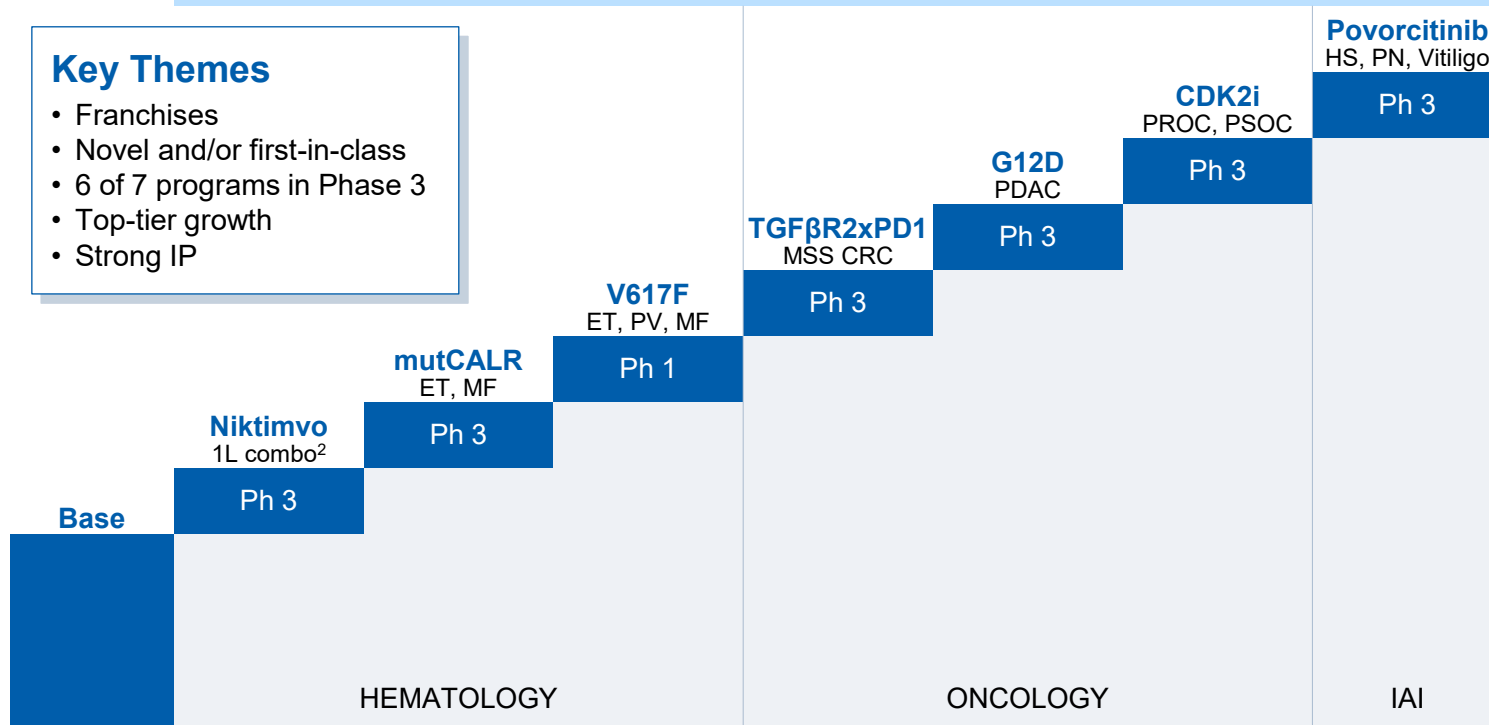 Key Themes
• Franchises
• Novel and/or first-in-class
• 6 of 7 programs in Phase 3
• Top-tier growth
• Strong IP
Base
Niktimvo
1L combo²
Ph 3
mutCALR
ET, MF
Ph 3
V617F
ET, PV, MF
Ph 1
TGFβR2xPD1
MSS CRC
Ph 3
G12D
PDAC
Ph 3
CDK2i
PROC, PSOC
Ph 3
Povorcitinib
HS, PN, Vitiligo
Ph 3
HEMATOLOGY
ONCOLOGY
IAI